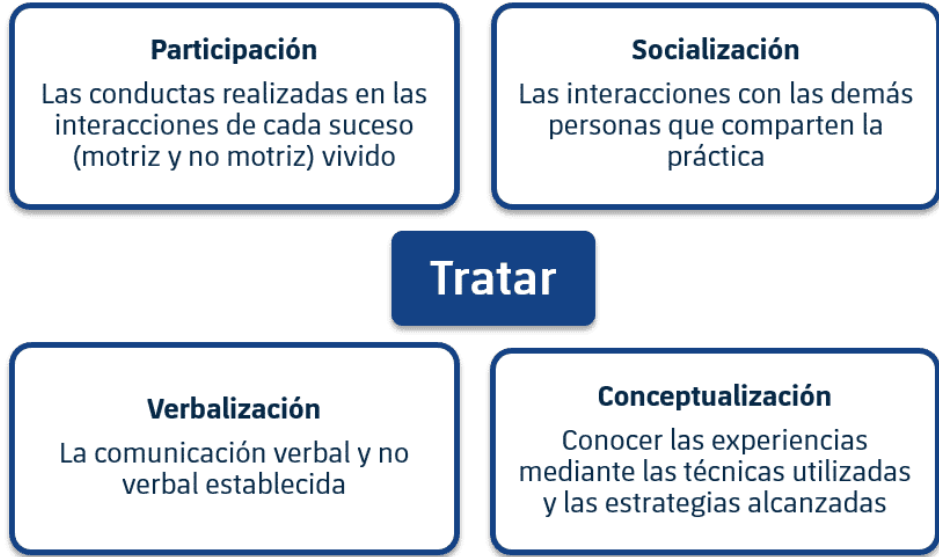 Participación
Las conductas realizadas en las
interacciones de cada suceso
(motriz y no motriz) vivido
Socialización
Las interacciones con las demás
personas que comparten la
práctica
Tratar
Verbalización
La comunicación verbal y no
verbal establecida
Conceptualización
Conocer las experiencias
mediante las técnicas utilizadas
y las estrategias alcanzadas